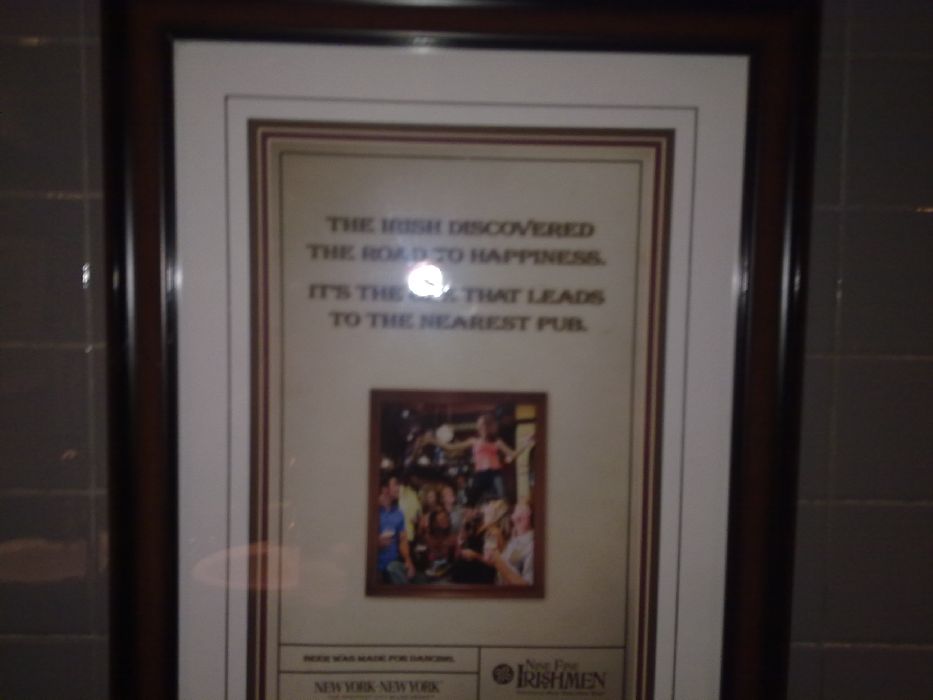 THE IRISH DISCOVERED
THE ROAD TO HAPPINESS.
IT'S THE THAT LEADS
TO THE NEAREST PUB.
BEER WAS MADE FOR DANCING.
NEW YORK-NEW YORK
NINE FINE
IRISHMEN